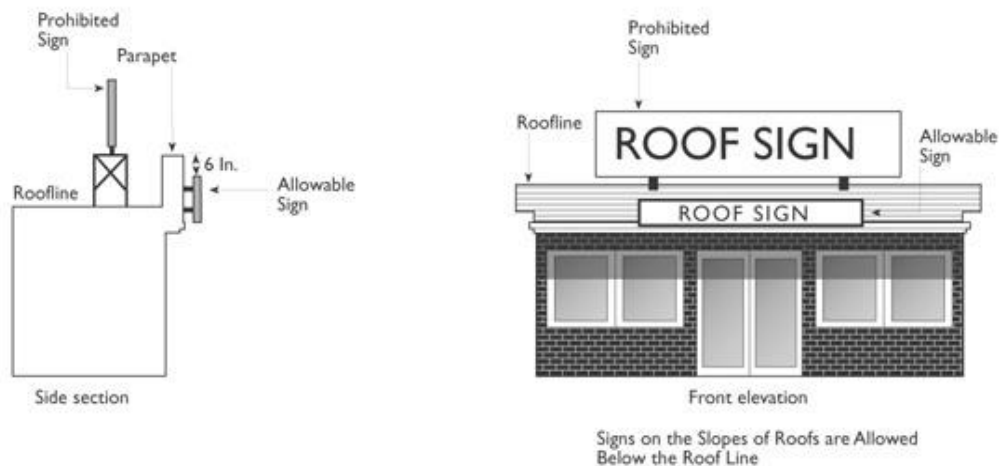 Prohibited
Sign
Parapet
6 In.
Roofline
Allowable
Sign
Side section
Prohibited
Sign
Roofline
Allowable
Sign
ROOF SIGN
ROOF SIGN
Front elevation
Signs on the Slopes of Roofs are Allowed
Below the Roof Line